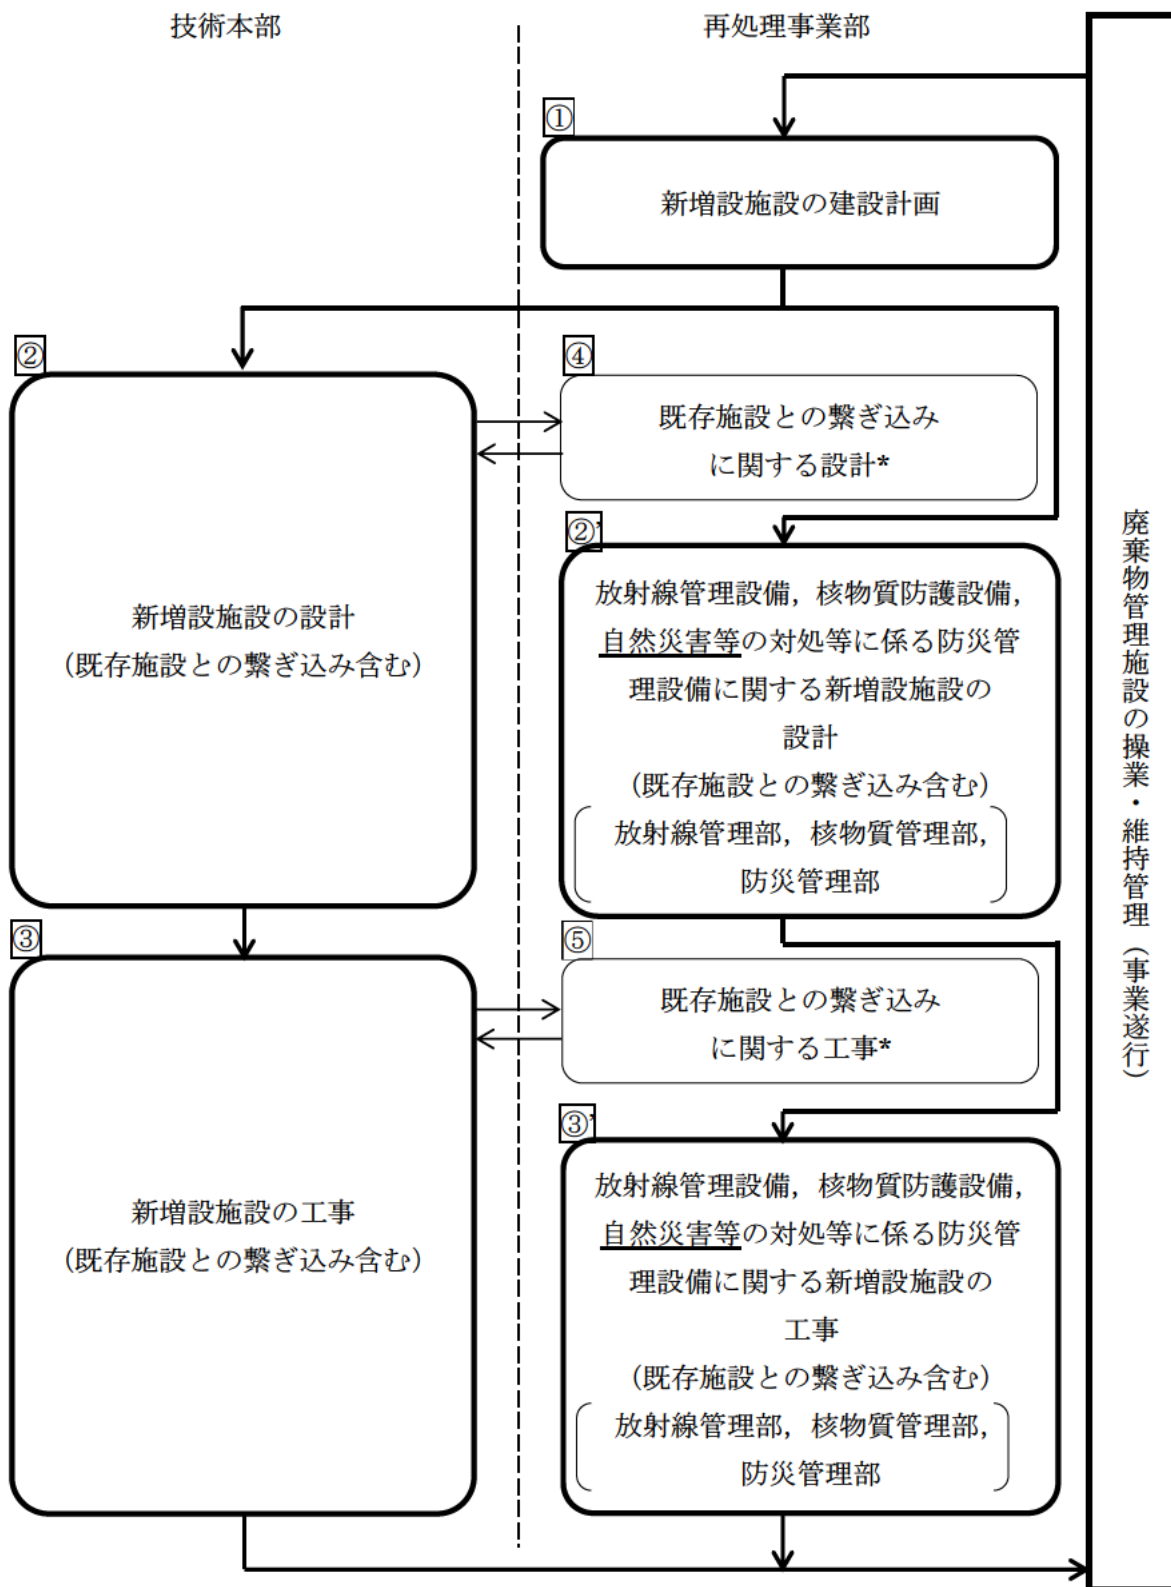 技術本部
再処理事業部
①
新増設施設の建設計画
②
新増設施設の設計
（既存施設との繋ぎ込み含む）
④
既存施設との繋ぎ込み
に関する設計*
②’
放射線管理設備，核物質防護設備，
自然災害等の対処等に係る防災管
理設備に関する新増設施設の
設計
（既存施設との繋ぎ込み含む）
放射線管理部，核物質管理部，
防災管理部
③
新増設施設の工事
（既存施設との繋ぎ込み含む）
⑤
既存施設との繋ぎ込み
に関する工事*
③’
放射線管理設備，核物質防護設備，
自然災害等の対処等に係る防災管
理設備に関する新増設施設の
工事
（既存施設との繋ぎ込み含む）
放射線管理部，核物質管理部，
防災管理部
廃棄物管理施設の操業・維持管理（事業遂行）